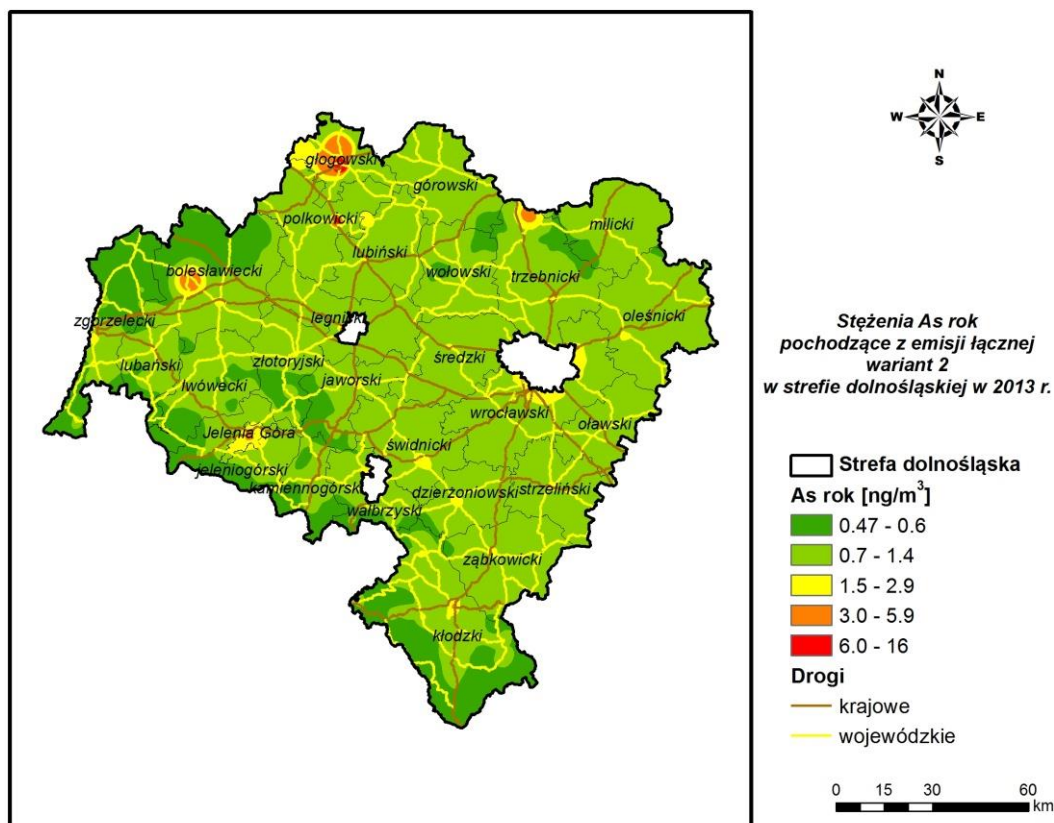 N
W E
S
głogowski
górowski
polkowicki
milicki
lubiński
bolesławiecki
wołowski
trzebnicki
zgorzelecki
legnicki
oleśnicki
lubański
złotoryjski
średzki
lwówecki
jaworski
wrocławski
oławski
Jelenia Góra
świdnicki
jeleniogórski
kamiennogórski
dzierżoniowski
strzeliński
wałbrzyski
ząbkowicki
kłodzki
Stężenia As rok
pochodzące z emisji łącznej
wariant 2
w strefie dolnośląskiej w 2013 r.
Strefa dolnośląska
As rok [ng/m³]
0.47 - 0.6
0.7 - 1.4
1.5 - 2.9
3.0 - 5.9
6.0 - 16
Drogi
krajowe
wojewódzkie
0 15 30 60
km